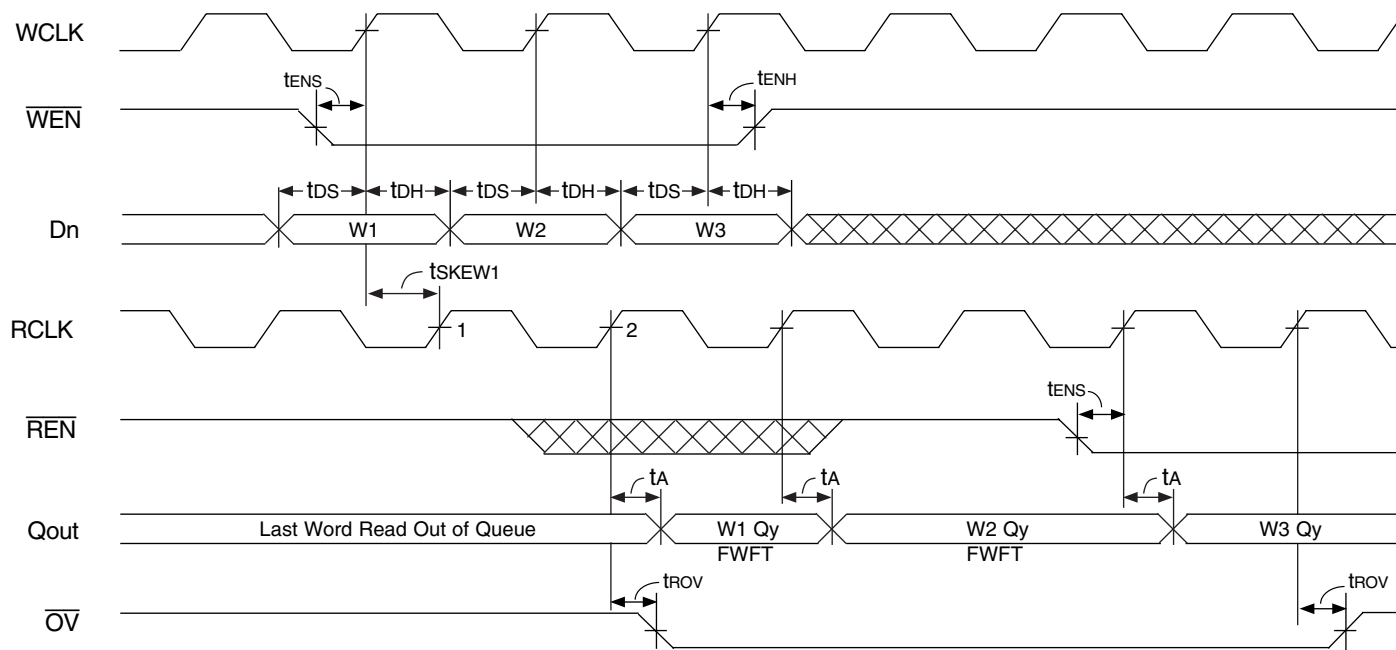 WCLK
tENS
tENH
WEN
tDS tDH tDS tDH tDS tDH
Dn W1 W2 W3
tSKEW1
RCLK 1 2
tENS
REN
tA tA tA
Qout Last Word Read Out of Queue W1 Qy W2 Qy W3 Qy
FWFT FWFT
tROV tROV
OV